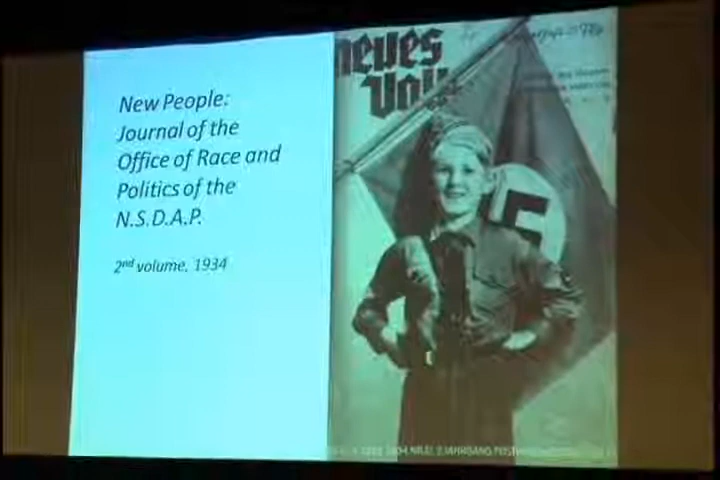 New People:
Journal of the
Office of Race and
Politics of the
N.S.D.A.P.
2nd volume, 1934
neues
Volk